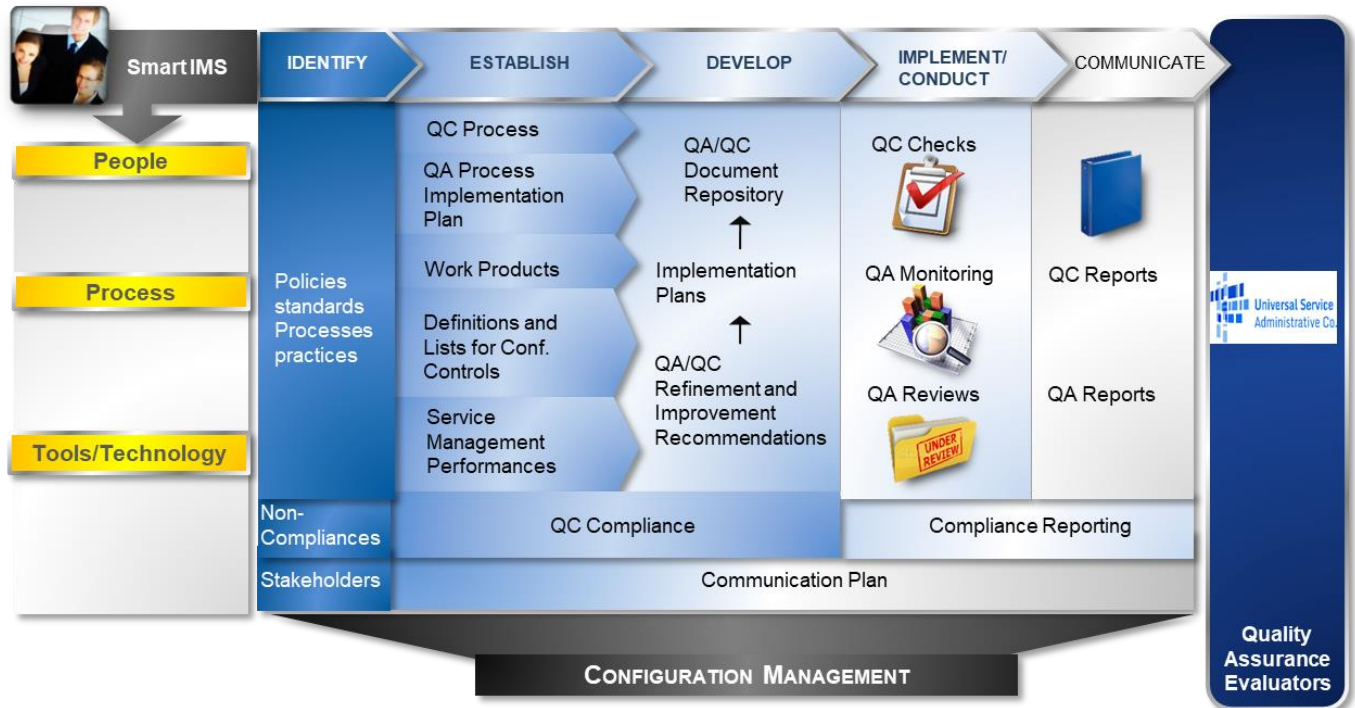 Smart IMS
IDENTIFY
ESTABLISH
DEVELOP
IMPLEMENT/
CONDUCT
COMMUNICATE
People
Process
Tools/Technology
Policies
standards
Processes
practices
QC Process
QA Process
Implementation
Plan
Work Products
Definitions and
Lists for Conf.
Controls
Service
Management
Performances
QA/QC
Document
Repository
Implementation
Plans
QA/QC
Refinement and
Improvement
Recommendations
QC Checks
QA Monitoring
QA Reviews
UNDER
REVIEW
QC Reports
QA Reports
Non-
Compliances
QC Compliance
Compliance Reporting
Stakeholders
Communication Plan
CONFIGURATION MANAGEMENT
Universal Service
Administrative Co.
Quality
Assurance
Evaluators